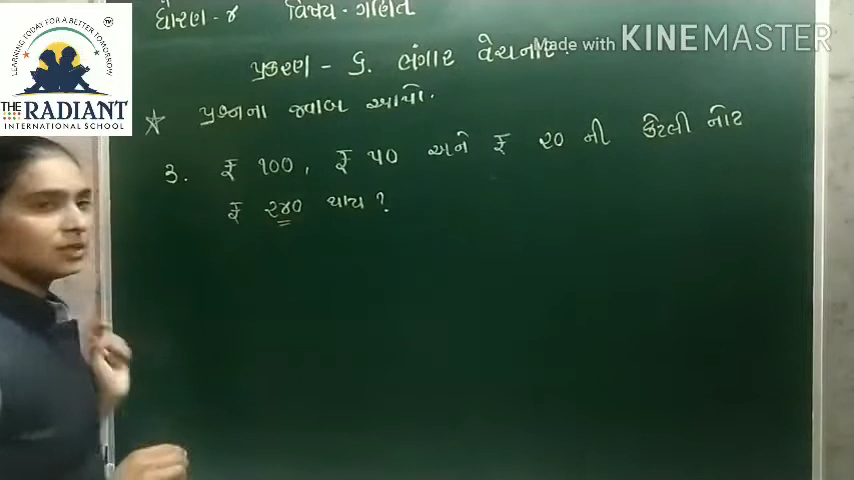 LEARNING TODAY FOR A BETTER TOMORROW
THE RADIANT
INTERNATIONAL SCHOOL
Made with KINEMASTER
ધોરણ - ૪ વિષય - ગણિત
પ્રકરણ - ૬. ભંગાર વેચનાર.
★ પ્રશ્નના જવાબ આપો.
૩. ₹ ૧૦૦, ₹ ૫૦ અને ₹ ૨૦ ની કેટલી નોટ
₹ ૨૪૦ થાય ?